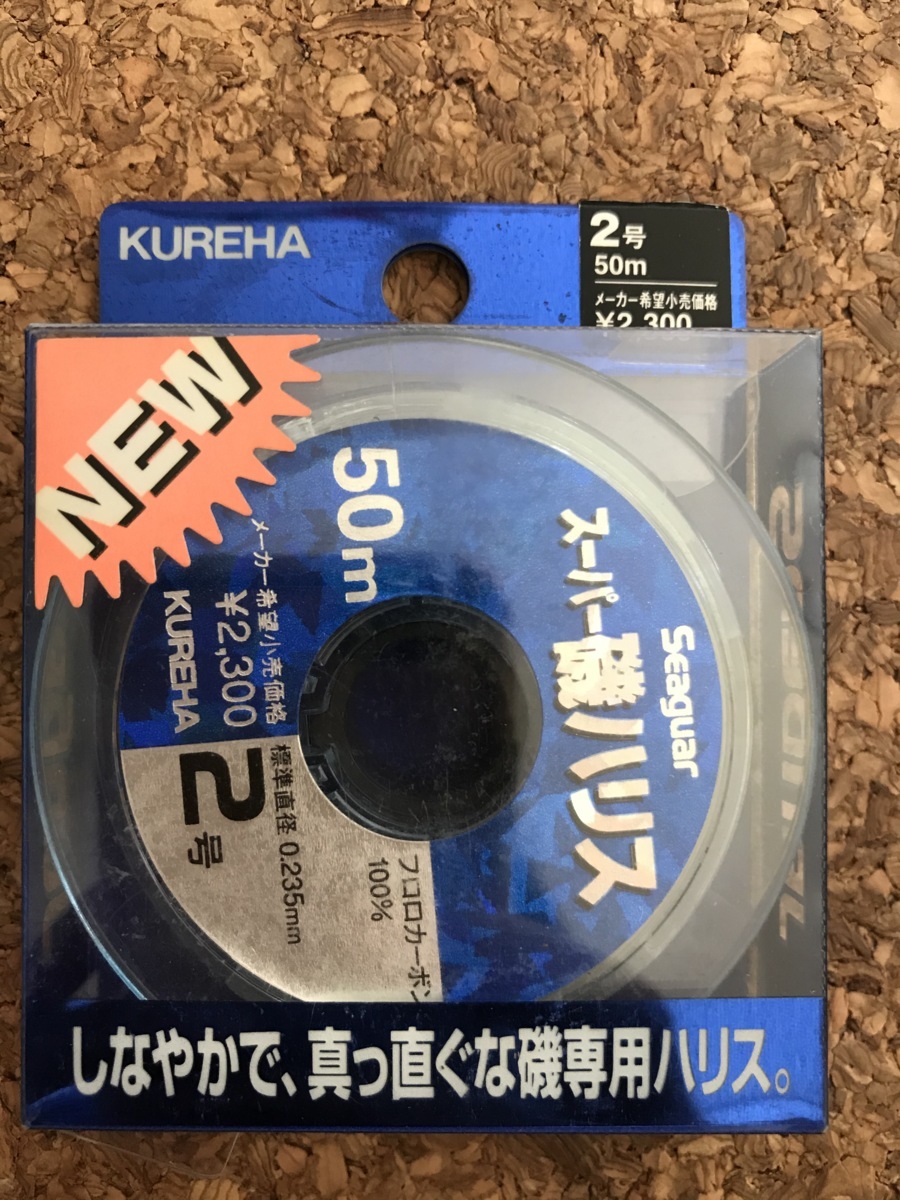 KUREHA
2号
50m
メーカー希望小売価格
¥2,300
NEW
50m
メーカー希望小売価格
¥2,300
KUREHA
2号
標準直径 0.235mm
フロロカーボン
100%
Seaguar
スーパー磯ハリス
しなやかで、真っ直ぐな磯専用ハリス。